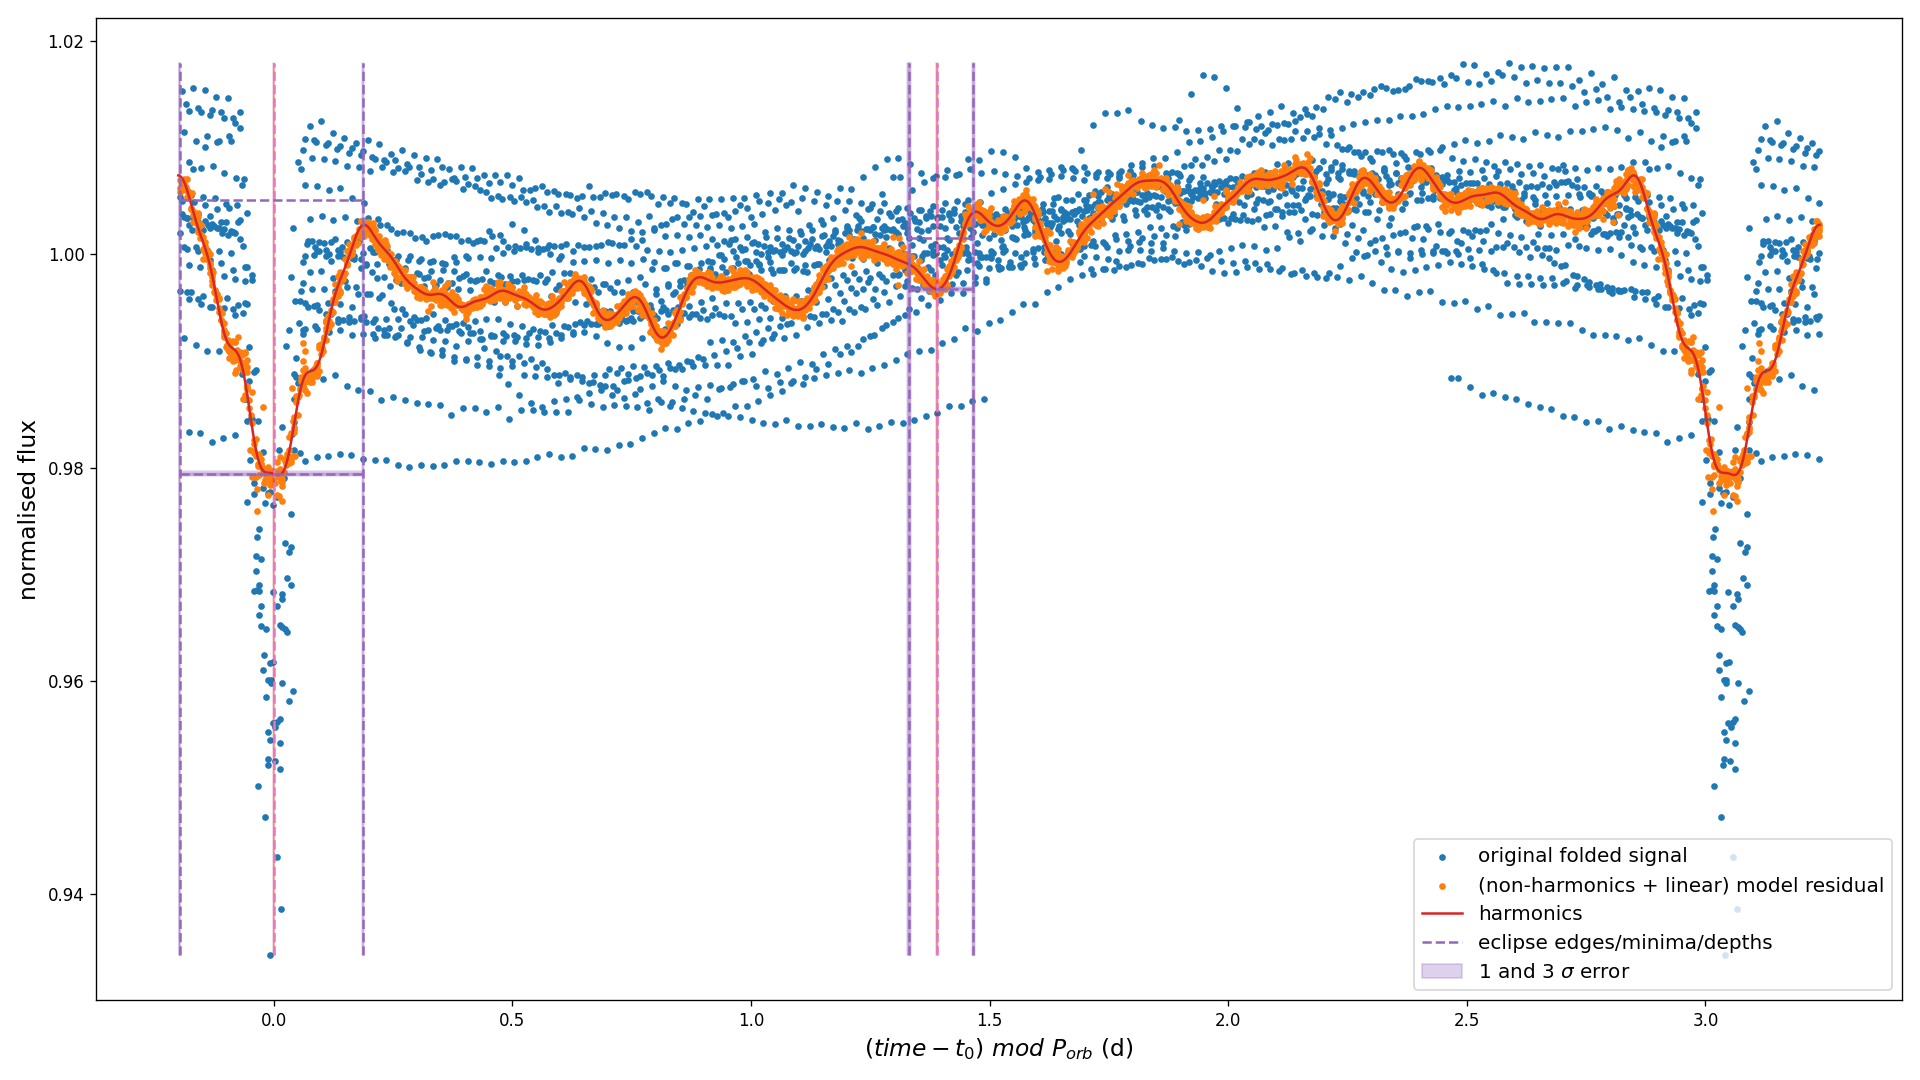 1.02
1.00
0.98
0.96
0.94
normalised flux
original folded signal
(non-harmonics + linear) model residual
harmonics
eclipse edges/minima/depths
1 and 3 σ error
0.0 0.5 1.0 1.5 2.0 2.5 3.0
(time − t₀) mod P_orb (d)